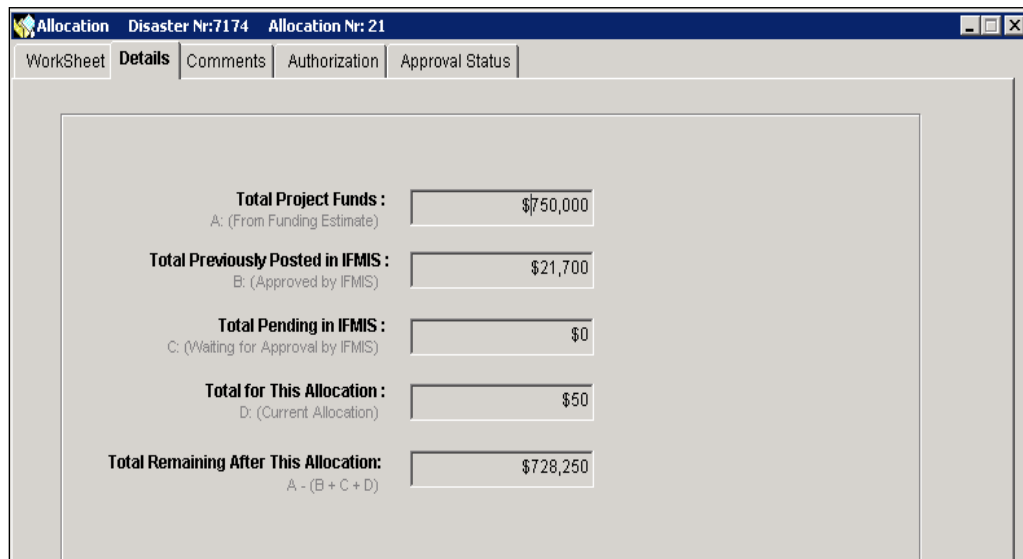 Allocation Disaster Nr:7174 Allocation Nr: 21
WorkSheet Details Comments Authorization Approval Status
Total Project Funds : $750,000
A: (From Funding Estimate)
Total Previously Posted in IFMIS : $21,700
B: (Approved by IFMIS)
Total Pending in IFMIS : $0
C: (Waiting for Approval by IFMIS)
Total for This Allocation : $50
D: (Current Allocation)
Total Remaining After This Allocation: $728,250
A - (B + C + D)